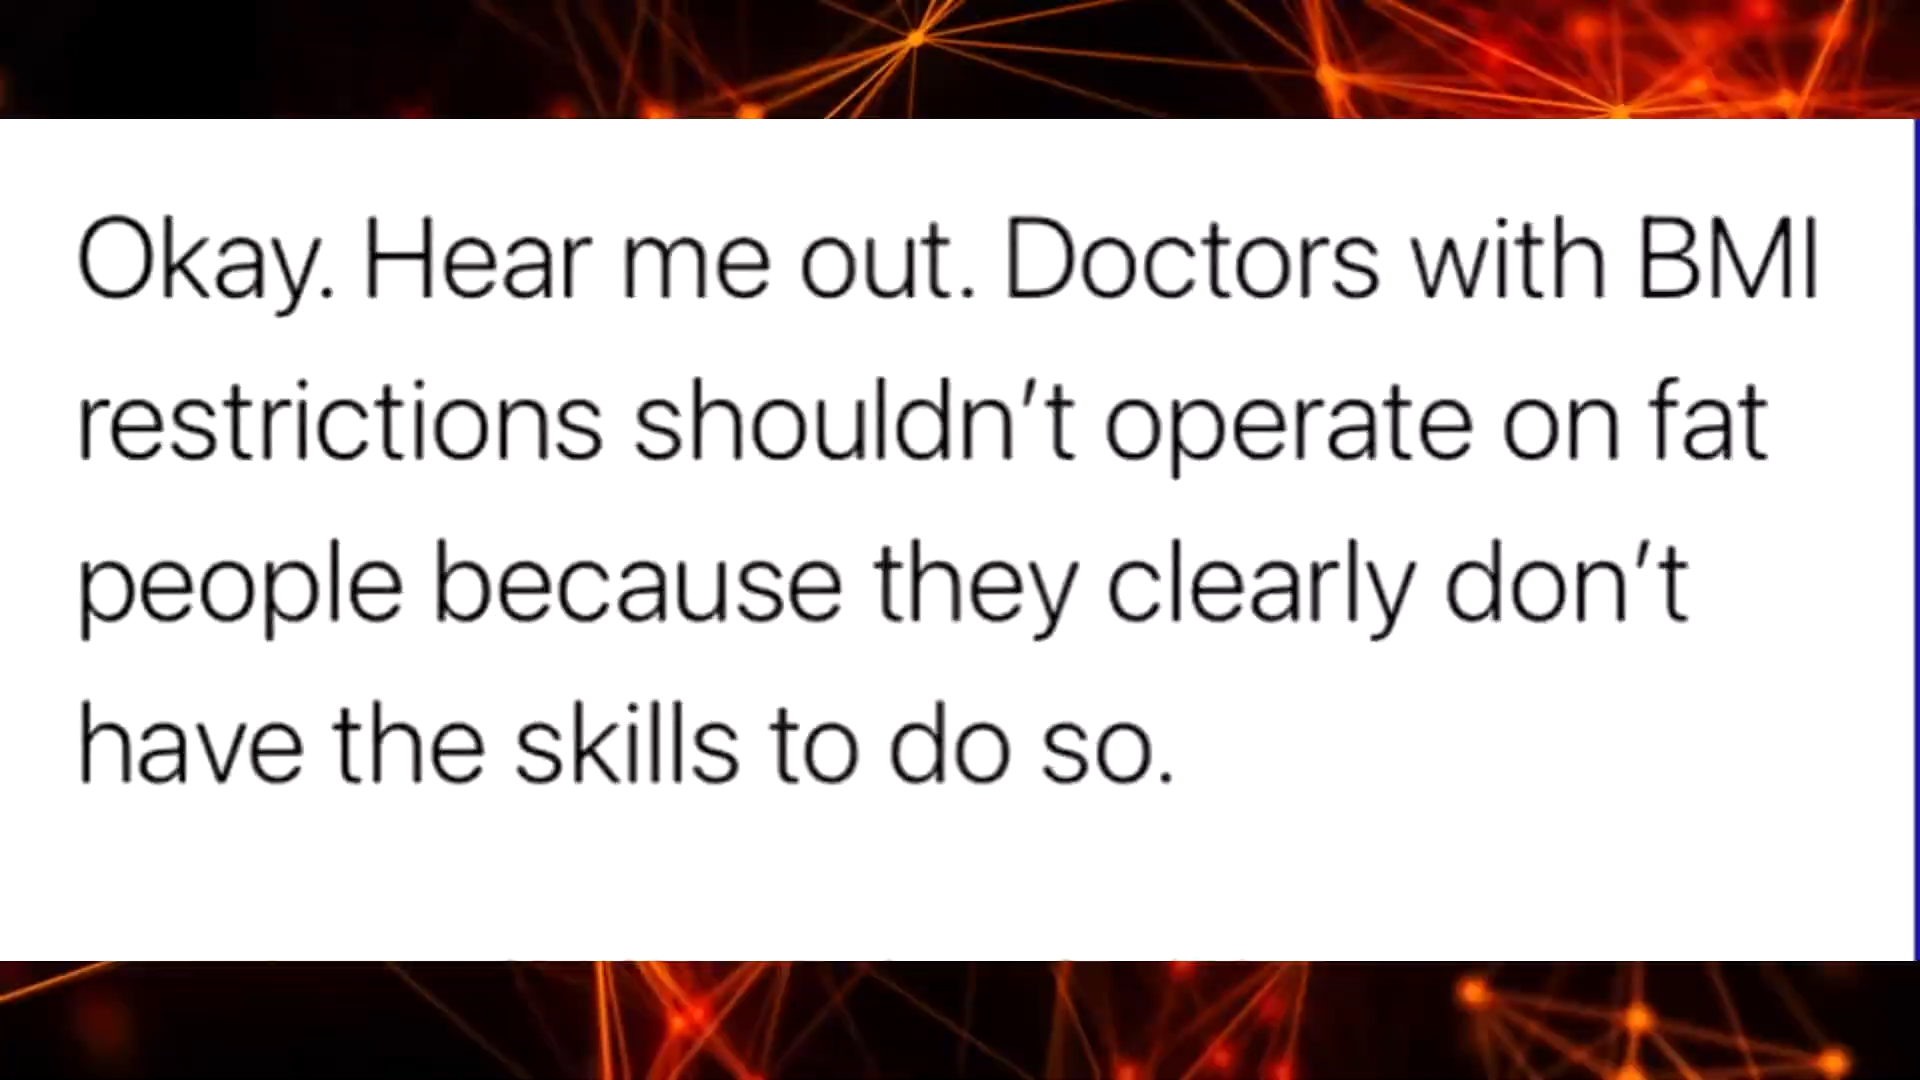 Okay. Hear me out. Doctors with BMI
restrictions shouldn’t operate on fat
people because they clearly don’t
have the skills to do so.